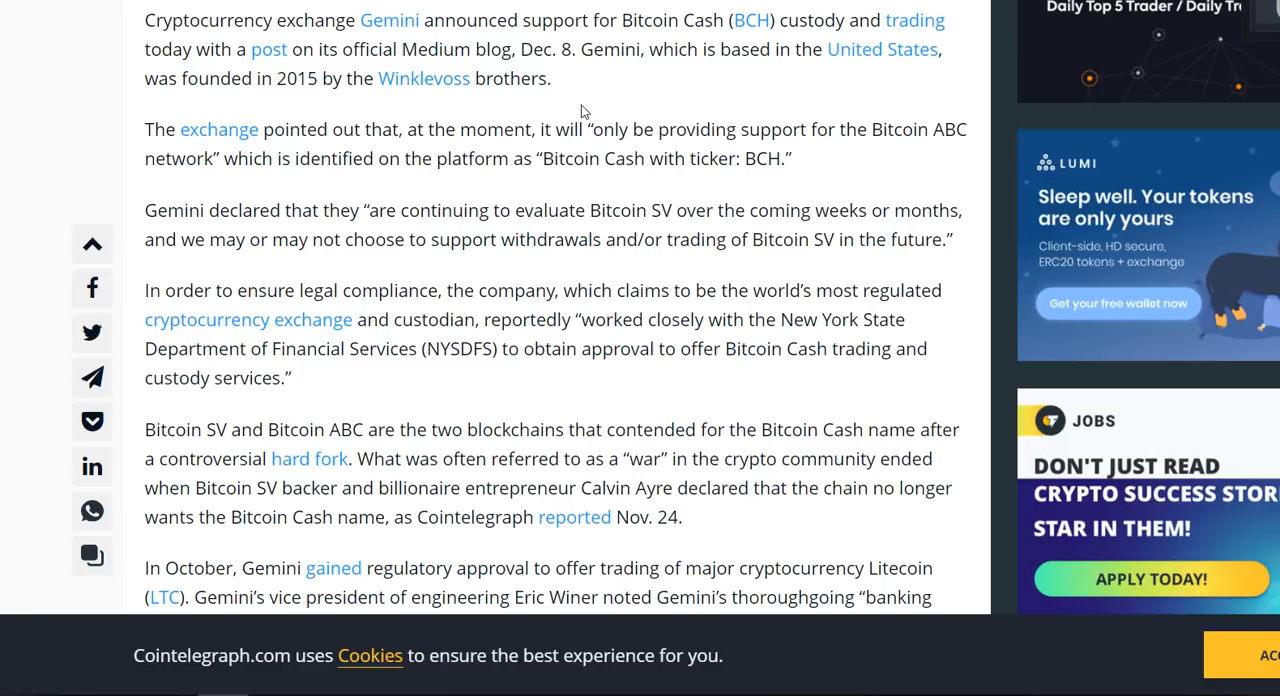 Cryptocurrency exchange Gemini announced support for Bitcoin Cash (BCH) custody and trading
today with a post on its official Medium blog, Dec. 8. Gemini, which is based in the United States,
was founded in 2015 by the Winklevoss brothers.
The exchange pointed out that, at the moment, it will “only be providing support for the Bitcoin ABC
network” which is identified on the platform as “Bitcoin Cash with ticker: BCH.”
Gemini declared that they “are continuing to evaluate Bitcoin SV over the coming weeks or months,
and we may or may not choose to support withdrawals and/or trading of Bitcoin SV in the future.”
In order to ensure legal compliance, the company, which claims to be the world’s most regulated
cryptocurrency exchange and custodian, reportedly “worked closely with the New York State
Department of Financial Services (NYSDFS) to obtain approval to offer Bitcoin Cash trading and
custody services.”
Bitcoin SV and Bitcoin ABC are the two blockchains that contended for the Bitcoin Cash name after
a controversial hard fork. What was often referred to as a “war” in the crypto community ended
when Bitcoin SV backer and billionaire entrepreneur Calvin Ayre declared that the chain no longer
wants the Bitcoin Cash name, as Cointelegraph reported Nov. 24.
In October, Gemini gained regulatory approval to offer trading of major cryptocurrency Litecoin
(LTC). Gemini’s vice president of engineering Eric Winer noted Gemini’s thoroughgoing “banking
Daily Top 5 Trader / Daily Tr
LUMI
Sleep well. Your tokens
are only yours
Client-side, HD secure,
ERC20 tokens + exchange
Get your free wallet now
JOBS
DON'T JUST READ
CRYPTO SUCCESS STOR
STAR IN THEM!
APPLY TODAY!
Cointelegraph.com uses Cookies to ensure the best experience for you.
AC